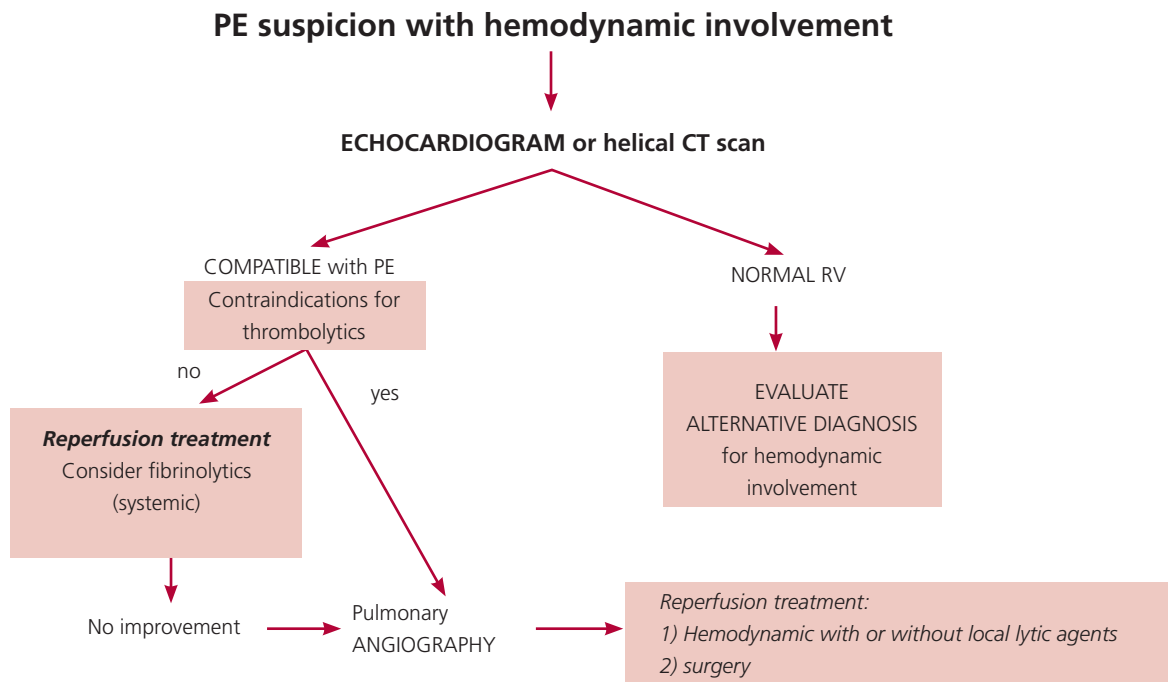 PE suspicion with hemodynamic involvement
ECHOCARDIOGRAM or helical CT scan
COMPATIBLE with PE
Contraindications for
thrombolytics
NORMAL RV
no
yes
Reperfusion treatment
Consider fibrinolytics
(systemic)
EVALUATE
ALTERNATIVE DIAGNOSIS
for hemodynamic
involvement
No improvement
Pulmonary
ANGIOGRAPHY
Reperfusion treatment:
1) Hemodynamic with or without local lytic agents
2) surgery